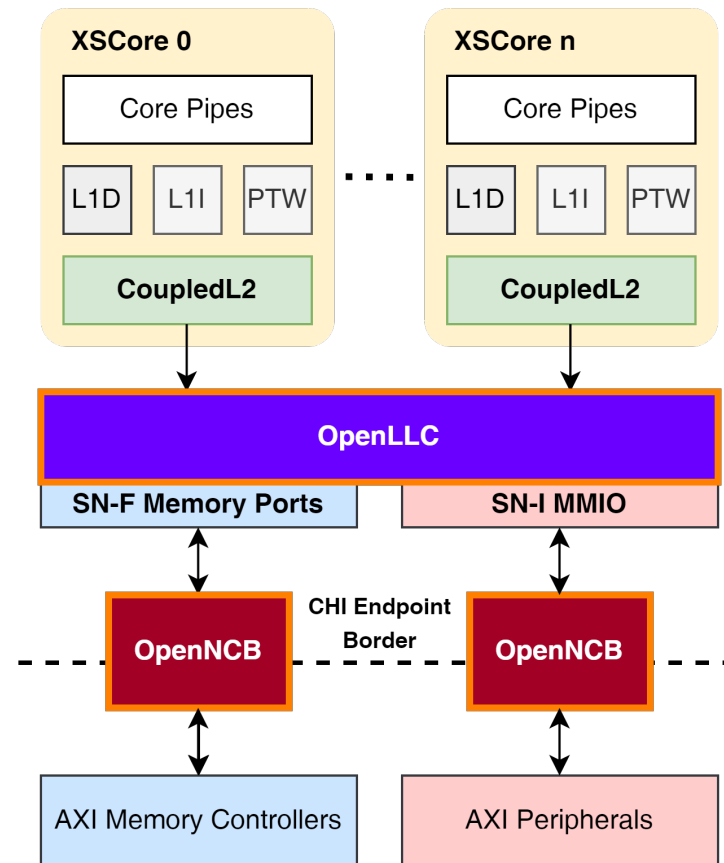 XSCore 0
XSCore n
Core Pipes
Core Pipes
L1D
L1I
PTW
L1D
L1I
PTW
CoupledL2
CoupledL2
OpenLLC
SN-F Memory Ports
SN-I MMIO
CHI Endpoint
Border
OpenNCB
OpenNCB
AXI Memory Controllers
AXI Peripherals